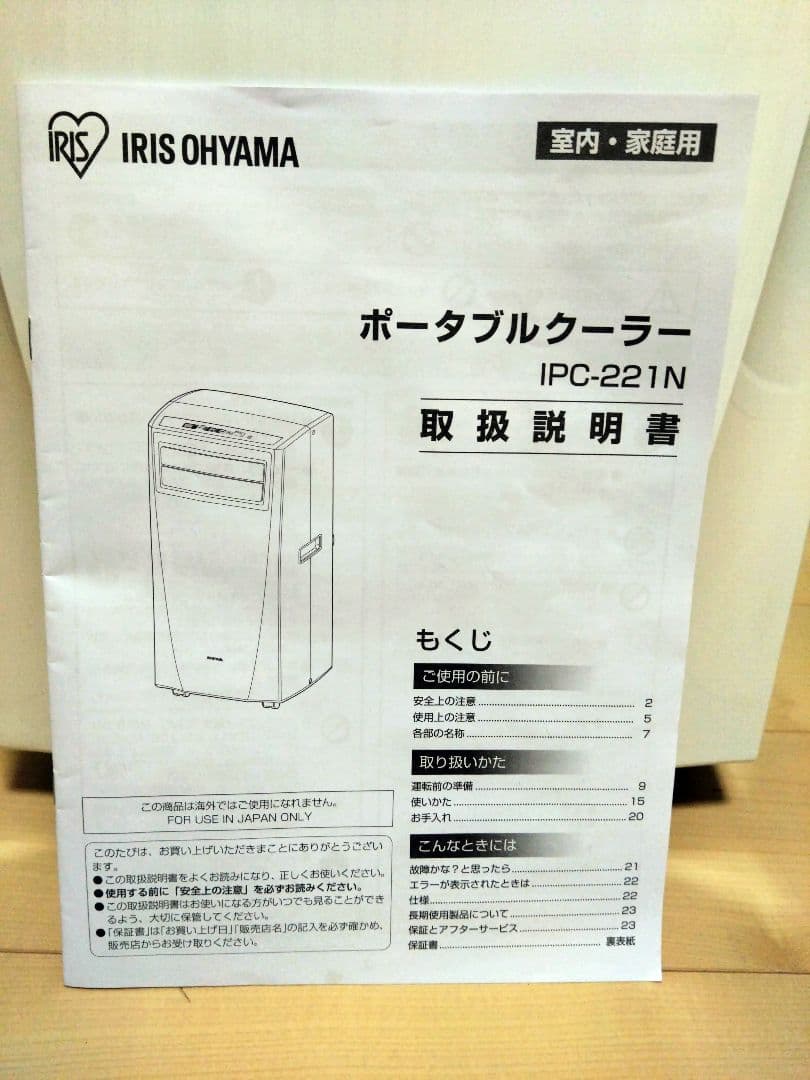 IRIS
IRIS OHYAMA
室内・家庭用
ポータブルクーラー
IPC-221N
取扱説明書
もくじ
ご使用の前に
安全上の注意 2
使用上の注意 5
各部の名称 7
取り扱いかた
運転前の準備 9
使いかた 15
お手入れ 20
こんなときには
故障かな?と思ったら 21
エラーが表示されたときは 22
仕様 22
長期使用製品について 23
保証とアフターサービス 23
保証書 裏表紙
この商品は海外ではご使用になれません。
FOR USE IN JAPAN ONLY
このたびは、お買い上げいただきまことにありがとうござい
ます。
●この取扱説明書をよくお読みになり、正しくお使いください。
●使用する前に「安全上の注意」を必ずお読みください。
●この取扱説明書はお使いになる方がいつでも見ることができ
るよう、大切に保管してください。
●「保証書」は「お買い上げ日」「販売店名」の記入を必ず確かめ、
販売店からお受け取りください。